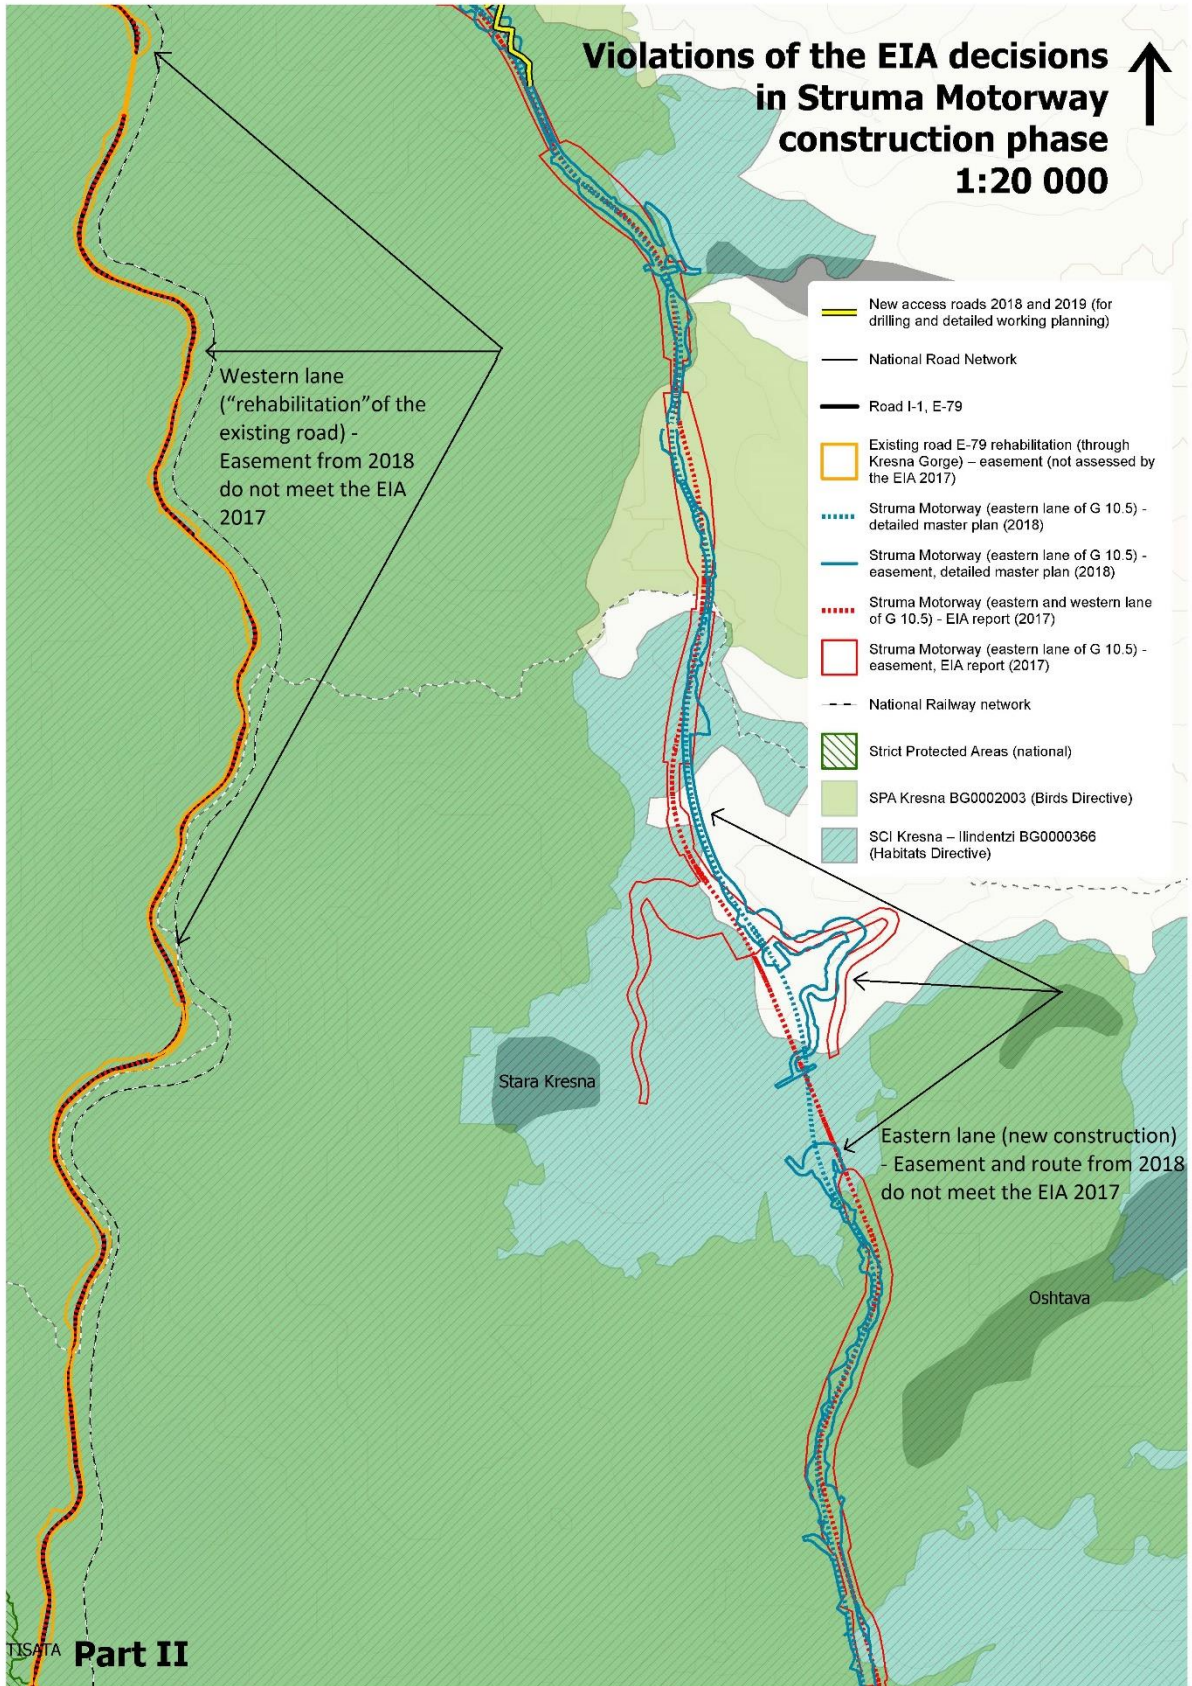 Violations of the EIA decisions
in Struma Motorway
construction phase
1:20 000
New access roads 2018 and 2019 (for
drilling and detailed working planning)
National Road Network
Road I-1, E-79
Existing road E-79 rehabilitation (through
Kresna Gorge) – easement (not assessed by
the EIA 2017)
Struma Motorway (eastern lane of G 10.5) -
detailed master plan (2018)
Struma Motorway (eastern lane of G 10.5) -
easement, detailed master plan (2018)
Struma Motorway (eastern and western lane
of G 10.5) - EIA report (2017)
Struma Motorway (eastern lane of G 10.5) -
easement, EIA report (2017)
National Railway network
Strict Protected Areas (national)
SPA Kresna BG0002003 (Birds Directive)
SCI Kresna – Ilindentzi BG0000366
(Habitats Directive)
Western lane
(“rehabilitation”of the
existing road) -
Easement from 2018
do not meet the EIA
2017
Stara Kresna
Eastern lane (new construction)
- Easement and route from 2018
do not meet the EIA 2017
Oshtava
TISATA
Part II